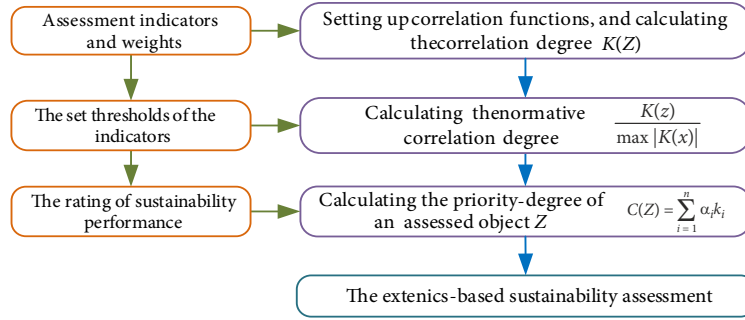 Assessment indicators
and weights
Setting up correlation functions, and calculating
thecorrelation degree K(Z)
The set thresholds of the
indicators
Calculating thenormative
correlation degree
K(z)
max |K(x)|
The rating of sustainability
performance
Calculating the priority-degree of
an assessed object Z
C(Z) = n∑i = 1 αiki
The extenics-based sustainability assessment